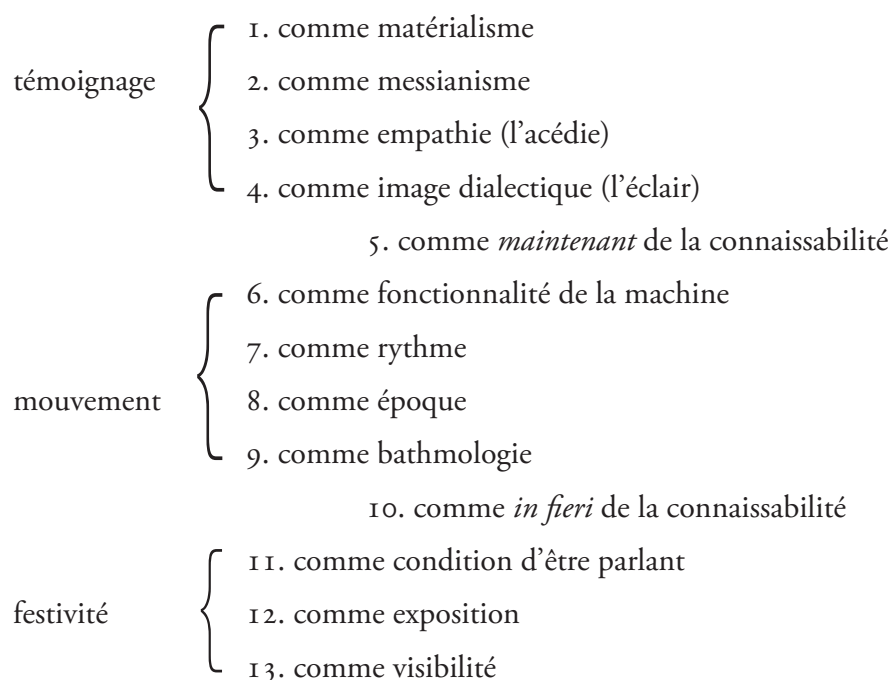 1. comme matérialisme
témoignage
2. comme messianisme
3. comme empathie (l'acédie)
4. comme image dialectique (l'éclair)
5. comme maintenant de la connaissabilité
6. comme fonctionnalité de la machine
7. comme rythme
mouvement
8. comme époque
9. comme bathmologie
10. comme in fieri de la connaissabilité
11. comme condition d'être parlant
festivité
12. comme exposition
13. comme visibilité